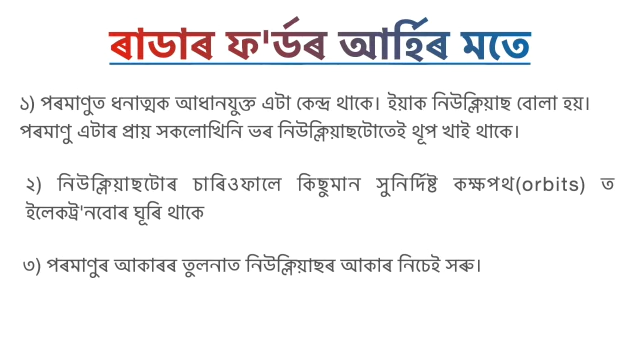 ৰাডাৰ ফ'ৰ্ডৰ আৰ্হিৰ মতে
১) পৰমাণুত ধনাত্মক আধানযুক্ত এটা কেন্দ্ৰ থাকে। ইয়াক নিউক্লিয়াছ বোলা হয়।
পৰমাণু এটাৰ প্ৰায় সকলোখিনি ভৰ নিউক্লিয়াছটোতেই থূপ খাই থাকে।
২) নিউক্লিয়াছটোৰ চাৰিওফালে কিছুমান সুনিৰ্দিষ্ট কক্ষপথ(orbits) ত
ইলেকট্ৰ'নবোৰ ঘূৰি থাকে
৩) পৰমাণুৰ আকাৰৰ তুলনাত নিউক্লিয়াছৰ আকাৰ নিচেই সৰু।